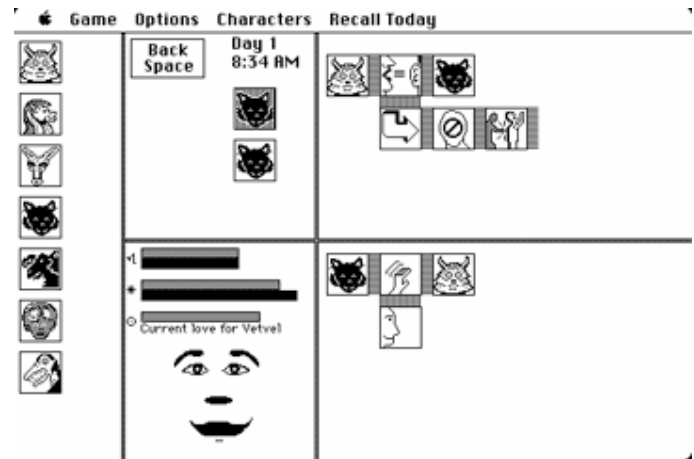 Game Options Characters Recall Today
Back
Space
Day 1
8:34 AM
Current love for Vetvel